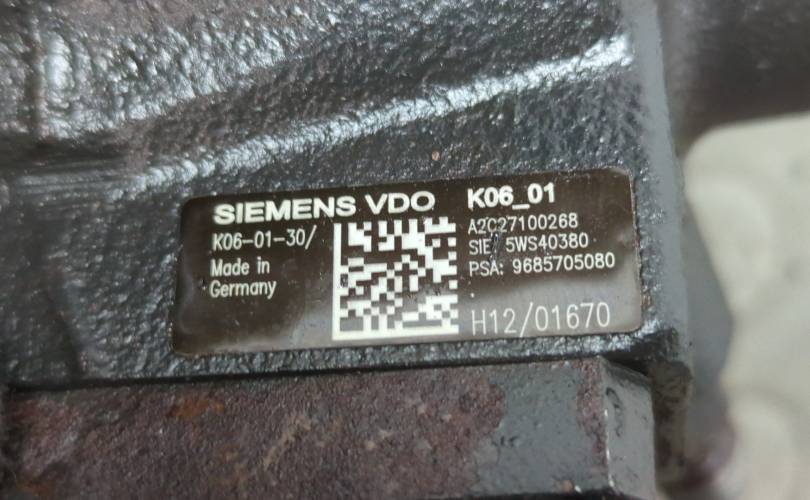 SIEMENS VDO K06_01
K06-01-30/
Made in
Germany
A2C27100268
SIE/ 5WS40380
PSA: 9685705080
H12/01670